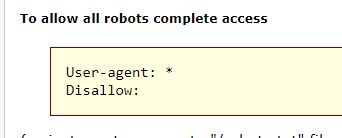 To allow all robots complete access
User-agent: *
Disallow: